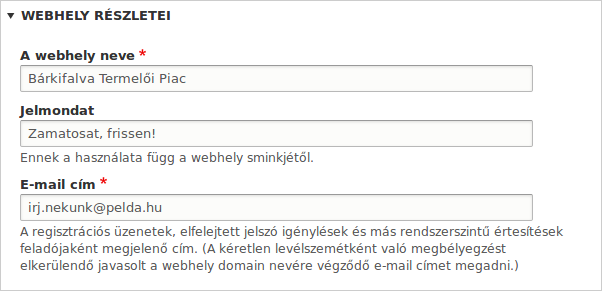 WEBHELY RÉSZLETEI
A webhely neve *
Bárkifalva Termelői Piac
Jelmondat
Zamatosat, frissen!
Ennek a használata függ a webhely sminkjétől.
E-mail cím *
irj.nekunk@pelda.hu
A regisztrációs üzenetek, elfelejtett jelszó igénylések és más rendszerszintű értesítések
feladójaként megjelenő cím. (A kéretlen levélszemétként való megbélyegzést
elkerülendő javasolt a webhely domain nevére végződő e-mail címet megadni.)